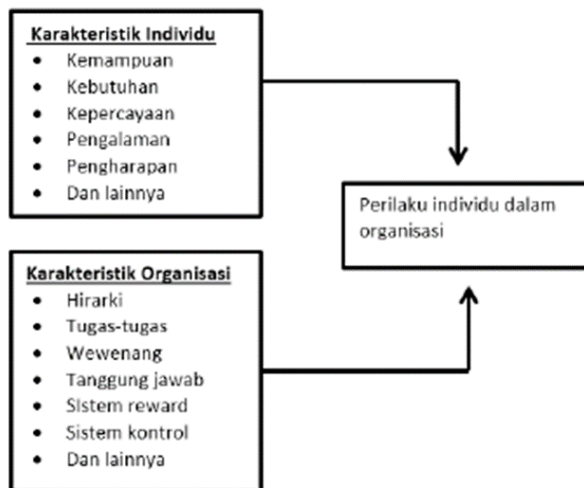 Karakteristik Individu
• Kemampuan
• Kebutuhan
• Kepercayaan
• Pengalaman
• Pengharapan
• Dan lainnya
Perilaku individu dalam
organisasi
Karakteristik Organisasi
• Hirarki
• Tugas-tugas
• Wewenang
• Tanggung jawab
• SIstem reward
• Sistem kontrol
• Dan lainnya